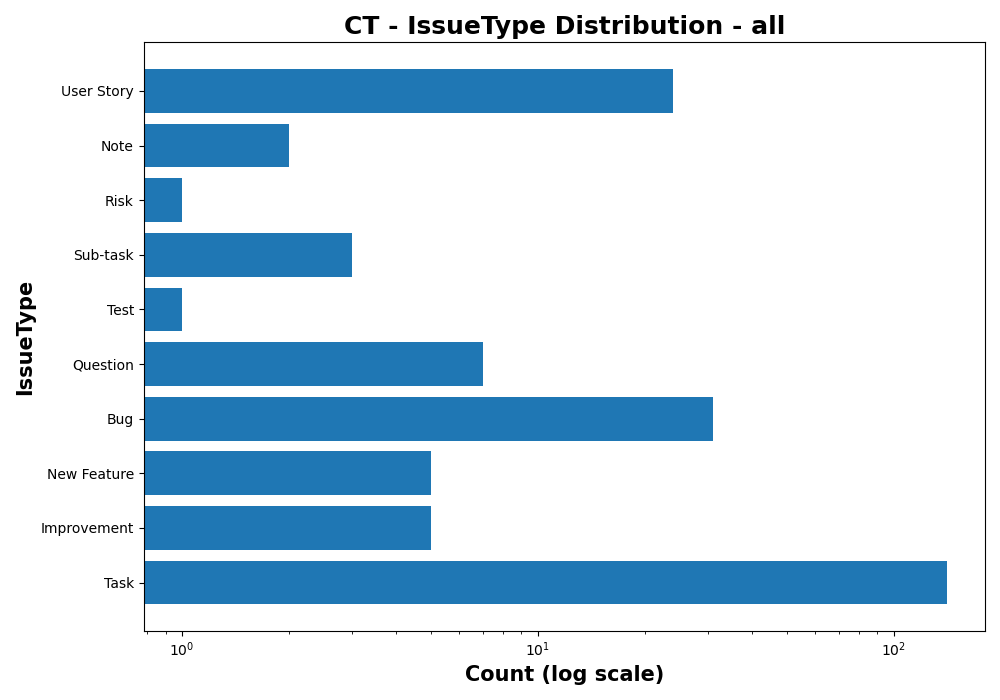 CT - IssueType Distribution - all
IssueType
User Story
Note
Risk
Sub-task
Test
Question
Bug
New Feature
Improvement
Task
10⁰ 10¹ 10²
Count (log scale)